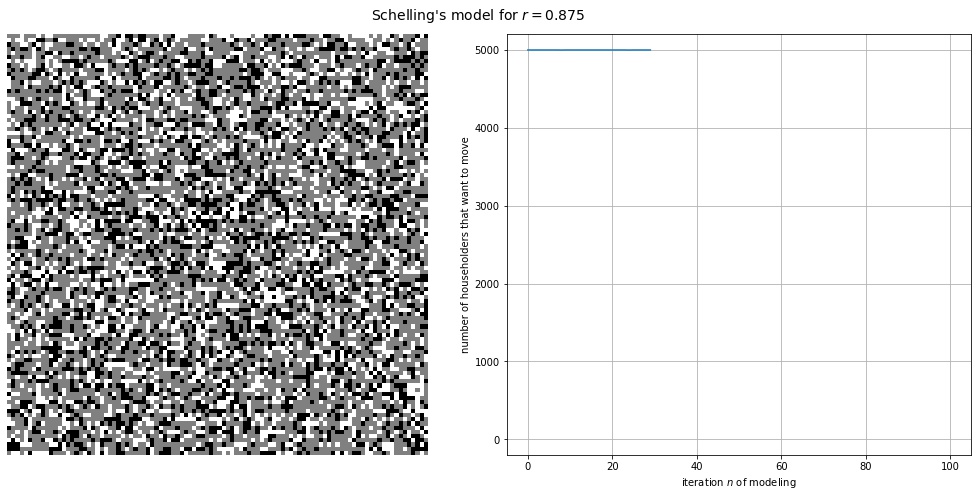 Schelling's model for r = 0.875
number of householders that want to move
5000
4000
3000
2000
1000
0
0 20 40 60 80 100
iteration n of modeling